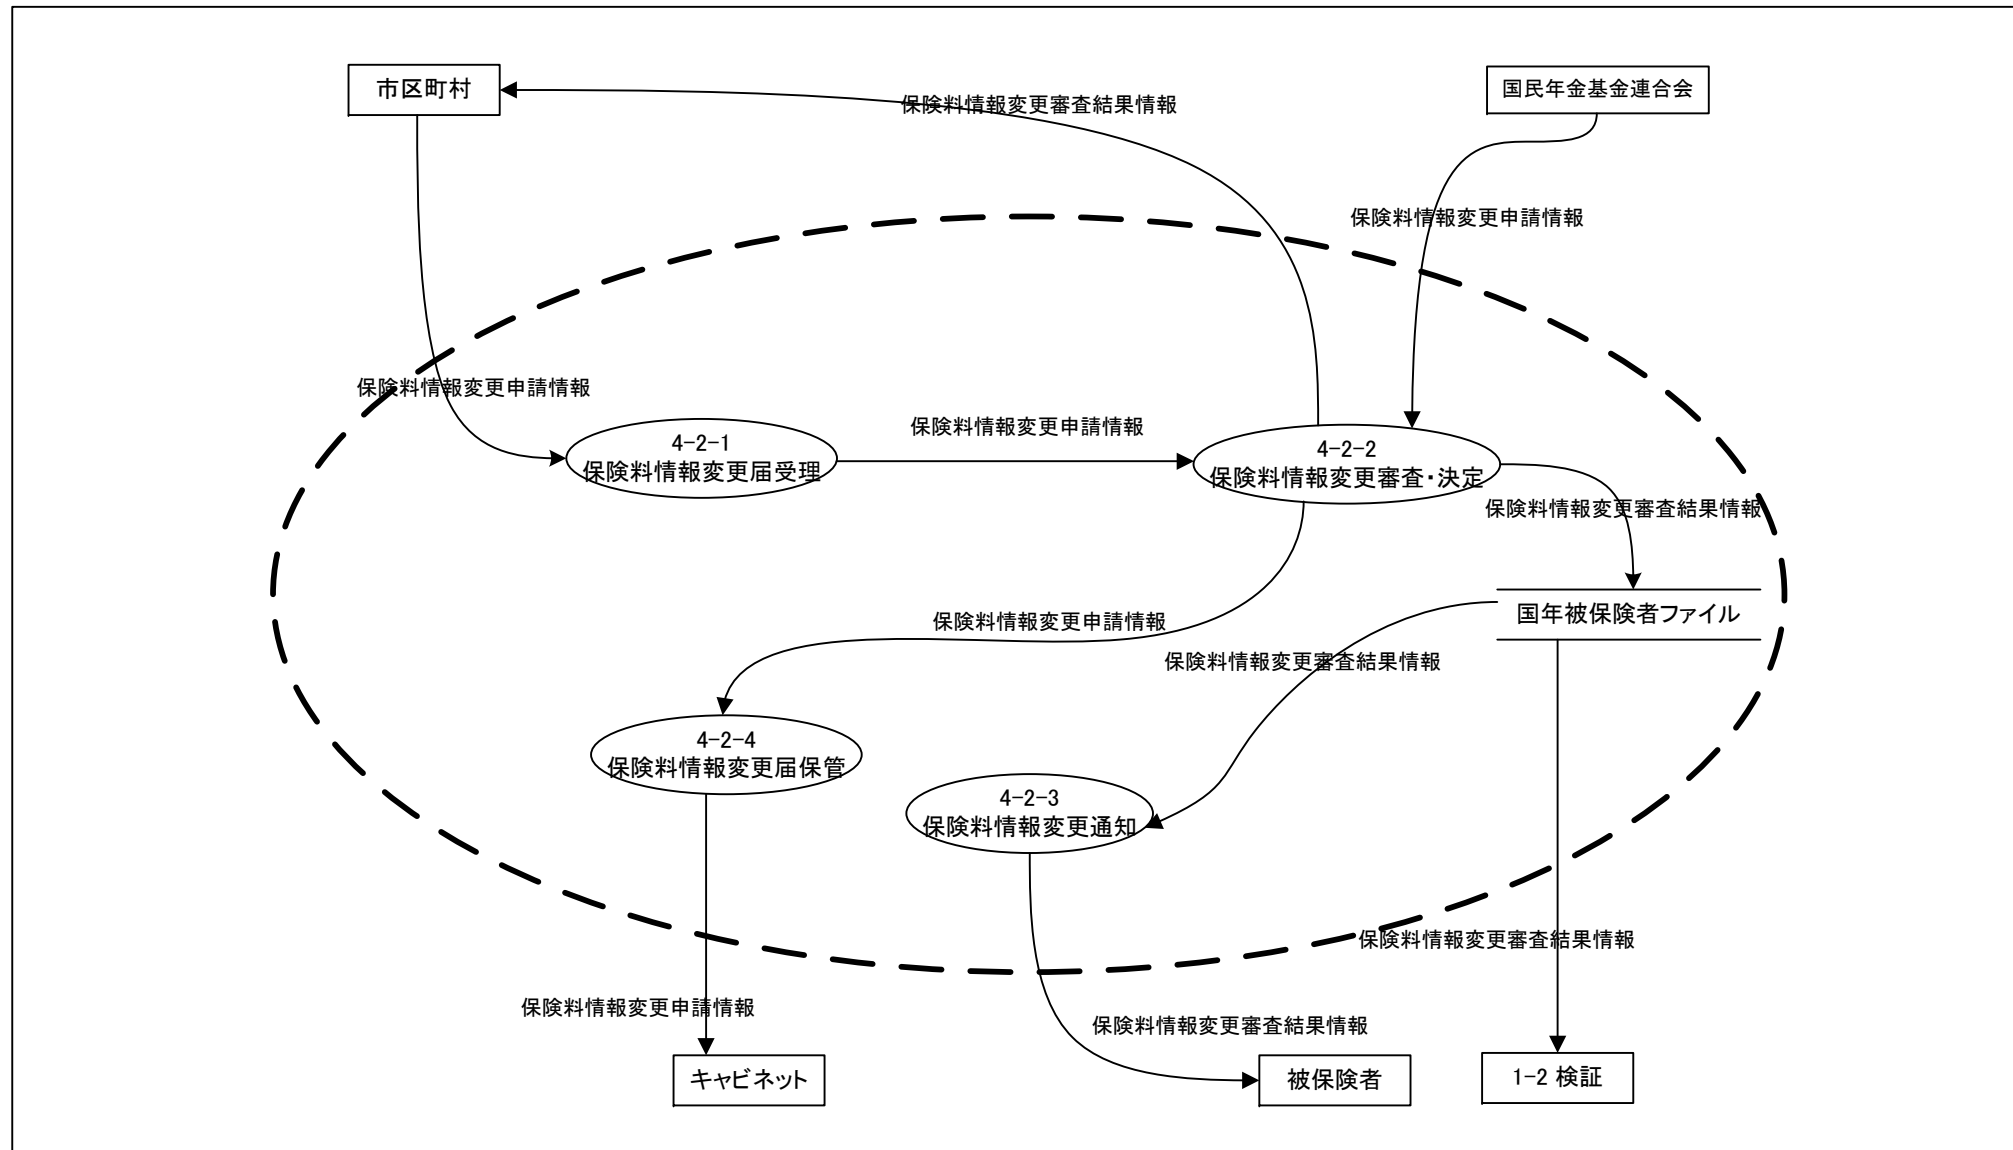 市区町村
国民年金基金連合会
保険料情報変更審査結果情報
保険料情報変更申請情報
保険料情報変更申請情報
保険料情報変更申請情報
4-2-1
保険料情報変更届受理
4-2-2
保険料情報変更審査・決定
保険料情報変更審査結果情報
国年被保険者ファイル
保険料情報変更申請情報
保険料情報変更審査結果情報
4-2-4
保険料情報変更届保管
4-2-3
保険料情報変更通知
保険料情報変更審査結果情報
保険料情報変更申請情報
保険料情報変更審査結果情報
キャビネット
被保険者
1-2 検証